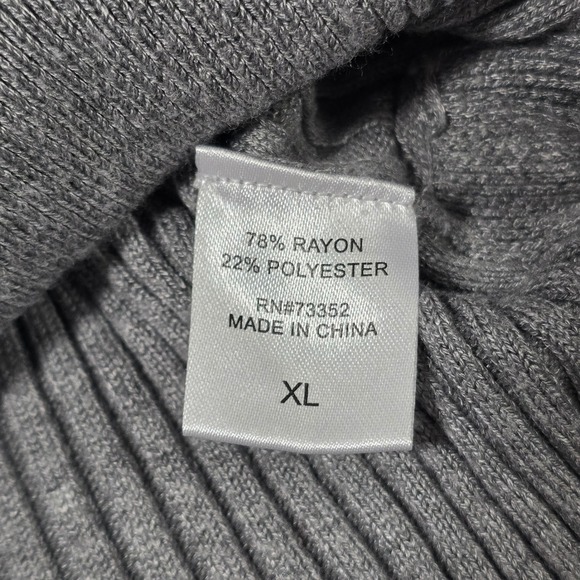 78% RAYON
22% POLYESTER
RN#73352
MADE IN CHINA
XL